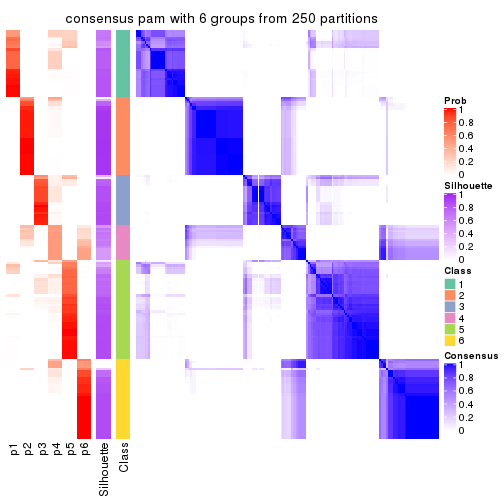 consensus pam with 6 groups from 250 partitions
Prob
1
0.8
0.6
0.4
0.2
0
Silhouette
1
0.8
0.6
0.4
0.2
0
Class
1
2
3
4
5
6
Consensus
1
0.8
0.6
0.4
0.2
0
p1
p2
p3
p4
p5
p6
Silhouette
Class